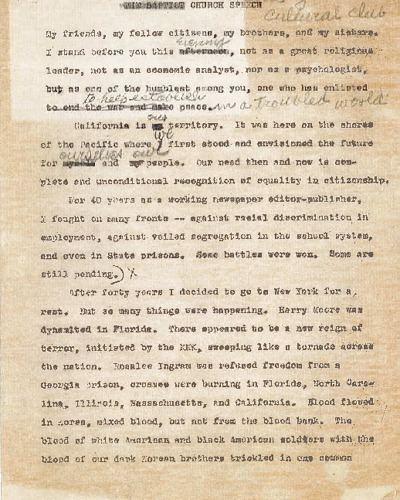 THE BAPTIST CHURCH SPEECH
Cultural Club
My friends, my fellow citizens, my brothers, and my sisters.
evening
I stand before you this afternoon, not as a great religious
leader, not as an economic analyst, nor as a psychologist,
but as one of the humblest among you, one who has enlisted
to help establish
to end the war and make peace. in a troubled world
our
California is my territory. It was here on the shores
we
of the Pacific where I first stood and envisioned the future
ourselves our
for myself and my people. Our need then and now is com-
plete and unconditional recognition of equality in citizenship.
For 40 years as a working newspaper editor-publisher,
I fought on many fronts -- against racial discrimination in
employment, against veiled segregation in the school system,
and even in State prisons. Some battles were won. Some are
still pending.) X
After forty years I decided to go to New York for a
rest. But so many things were happening. Harry Moore was
dynamited in Florida. There appeared to be a new reign of
terror, initiated by the KKK, sweeping like a tornado across
the nation. Rosalee Ingram was refused freedom from a
Georgia prison, crosses were burning in Florida, North Caro-
lina, Illinois, Massachusetts, and California. Blood flowed
in Korea, mixed blood, but not from the blood bank. The
blood of white American and black American soldiers with the
blood of our dark Korean brothers trickled in one common